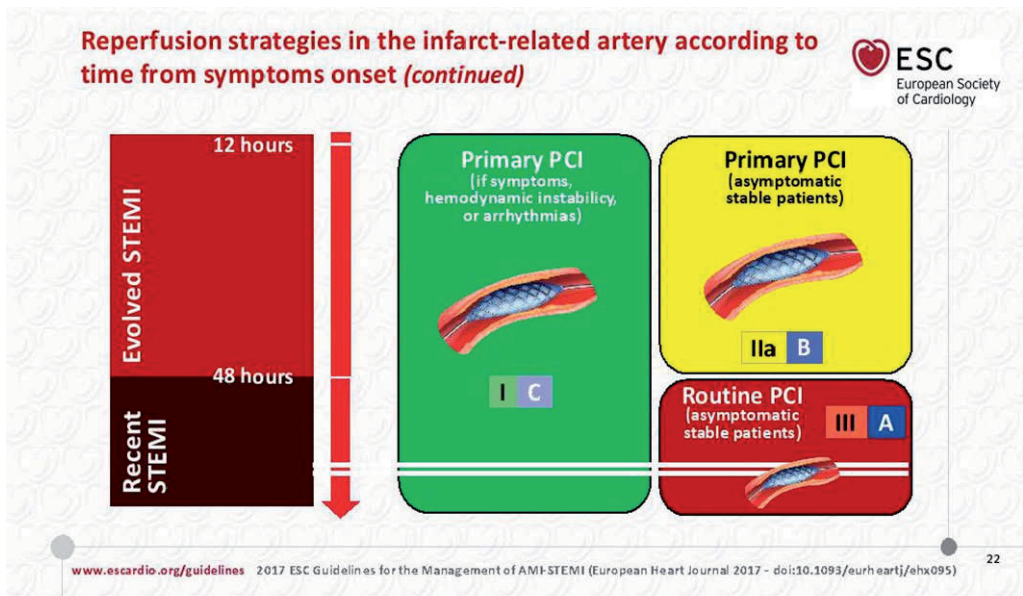 Reperfusion strategies in the infarct-related artery according to
time from symptoms onset (continued)
ESC
European Society
of Cardiology
12 hours
Evolved STEMI
48 hours
Recent
STEMI
Primary PCI
(if symptoms,
hemodynamic instability,
or arrhythmias)
I C
Primary PCI
(asymptomatic
stable patients)
IIa B
Routine PCI
(asymptomatic
stable patients)
III A
22
www.escardio.org/guidelines 2017 ESC Guidelines for the Management of AMI-STEMI (European Heart Journal 2017 - doi:10.1093/eurheartj/ehx095)